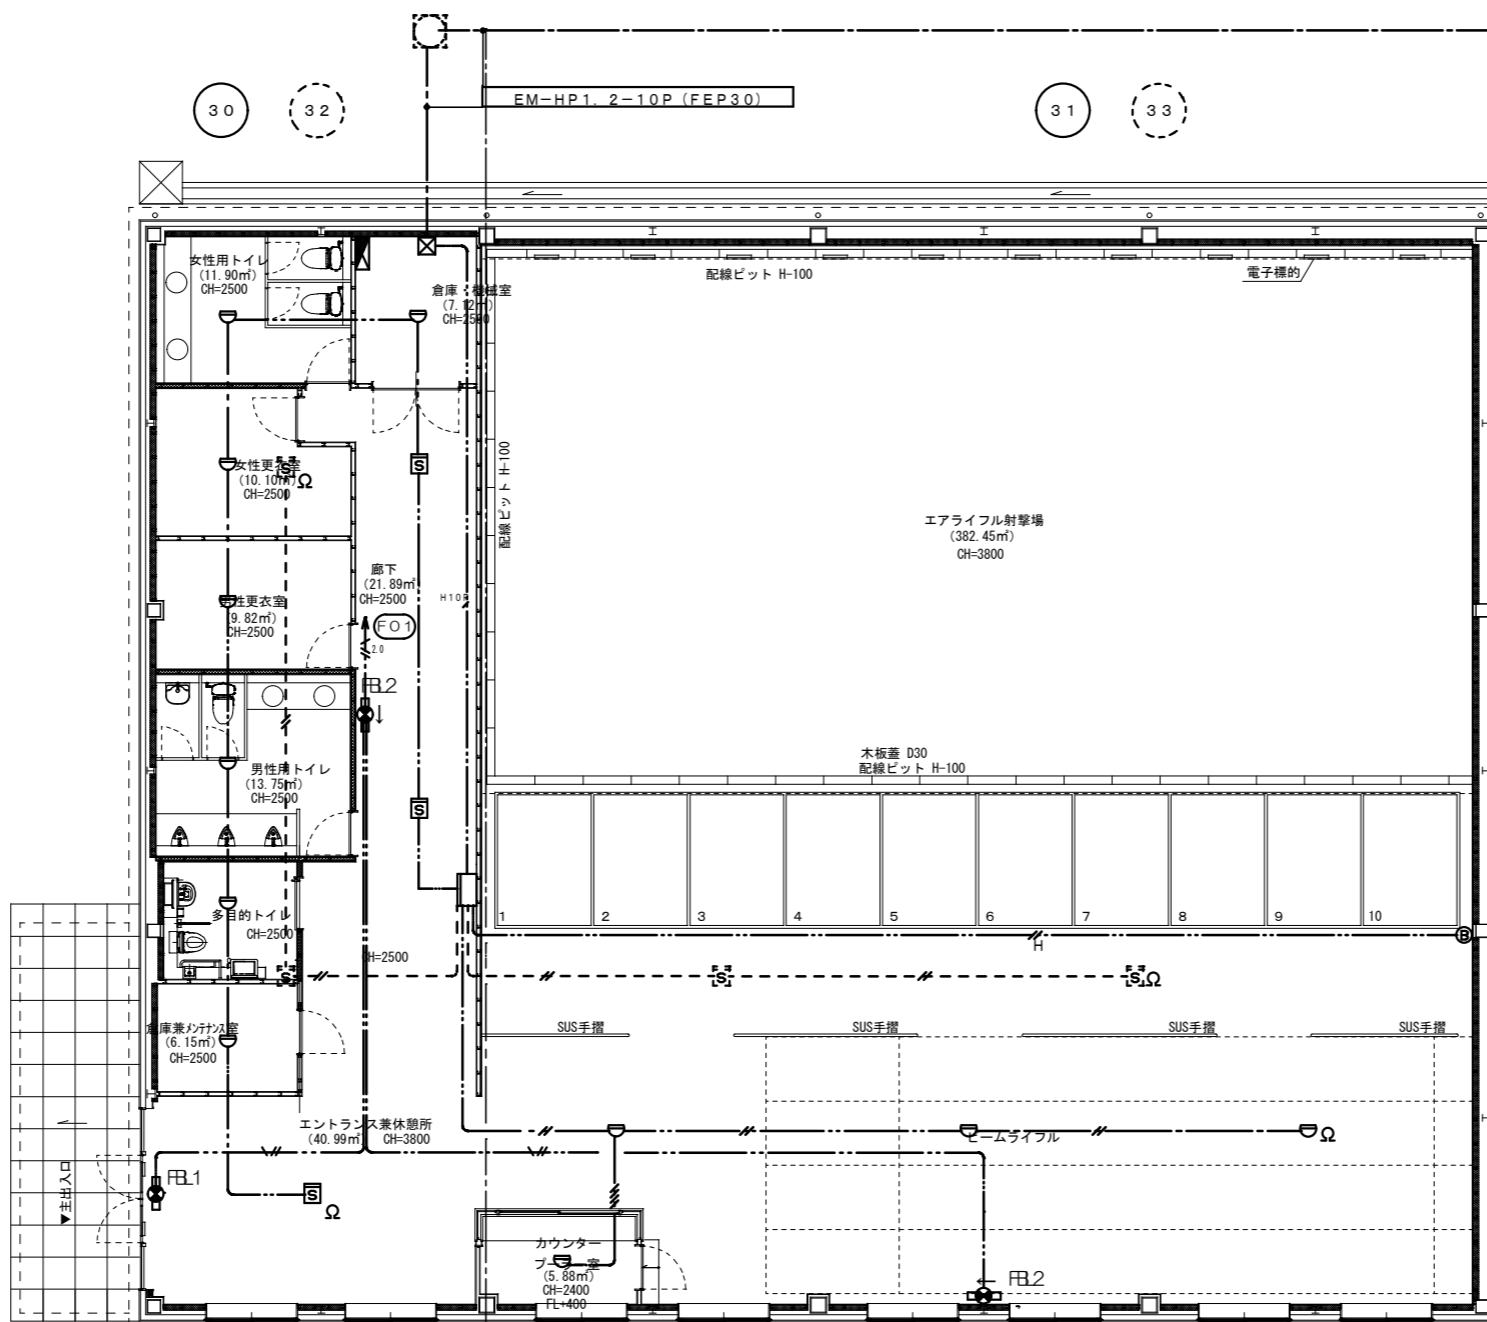 EM-HP1. 2-10P (FEP30)
30
32
31
33
女性用トイレ
(11.90㎡)
CH=2500
倉庫・機械室
(7.12㎡)
CH=2500
配線ピット H-100
電子標的
女性更衣室
(10.10㎡)
CH=2500
S
S
Ω
配線ピット H-100
エアライフル射撃場
(382.45㎡)
CH=3800
廊下
(21.89㎡)
CH=2500
男性更衣室
(9.82㎡)
CH=2500
H10P
FO1
2.0
FBL2
↓
男性用トイレ
(13.75㎡)
CH=2500
S
木板蓋 D30
配線ピット H-100
1
2
3
4
5
6
7
8
9
10
多目的トイレ
CH=2500
CH=2500
H
B
S
S
S
Ω
SUS手摺
SUS手摺
SUS手摺
SUS手摺
倉庫兼ﾒﾝﾃﾅﾝｽ室
(6.15㎡)
CH=2500
エントランス兼休憩所
(40.99㎡) CH=3800
ビームライフル
Ω
▼主出入口
FBL1
S
Ω
カウンター
(5.88㎡)
CH=2400
FL+400
← FBL2